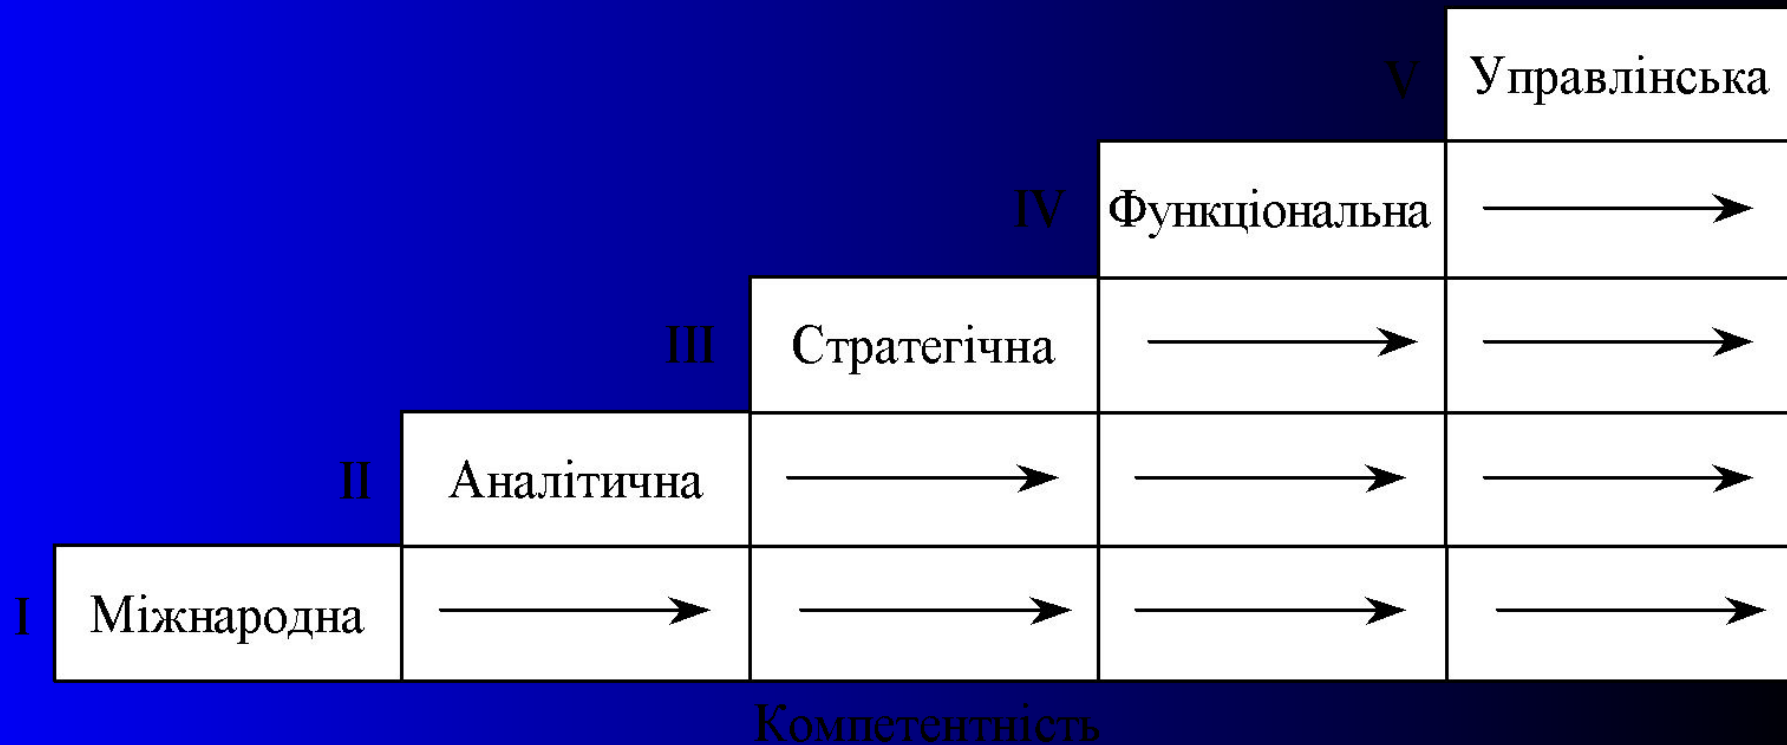 V Управлінська
IV Функціональна
III Стратегічна
II Аналітична
I Міжнародна
Компетентність